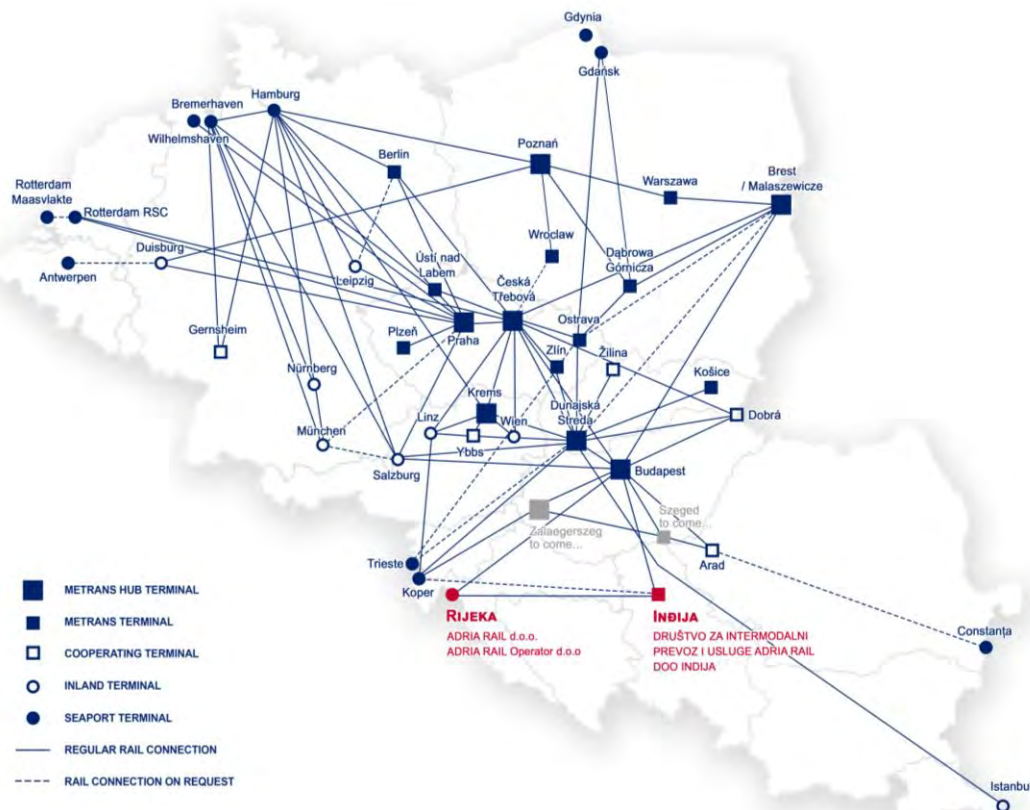 Gdynia
Gdańsk
Hamburg
Bremerhaven
Wilhelmshaven
Berlin
Poznań
Warszawa
Brest
/ Malaszewicze
Rotterdam
Maasvlakte
Rotterdam RSC
Duisburg
Antwerpen
Leipzig
Ústí nad
Labem
Wroclaw
Dąbrowa
Górnicza
Česká
Třebová
Ostrava
Gernsheim
Plzeň
Praha
Zlín
Žilina
Nürnberg
Košice
Krems
Dunajská
Streda
Dobrá
München
Linz
Ybbs
Wien
Salzburg
Budapest
Zalaegerszeg
to come...
Szeged
to come...
Arad
Trieste
Koper
RIJEKA
ADRIA RAIL d.o.o.
ADRIA RAIL Operator d.o.o
INĐIJA
DRUŠTVO ZA INTERMODALNI
PREVOZ I USLUGE ADRIA RAIL
DOO INDIJA
Constanţa
Istanbul
METRANS HUB TERMINAL
METRANS TERMINAL
COOPERATING TERMINAL
INLAND TERMINAL
SEAPORT TERMINAL
REGULAR RAIL CONNECTION
RAIL CONNECTION ON REQUEST